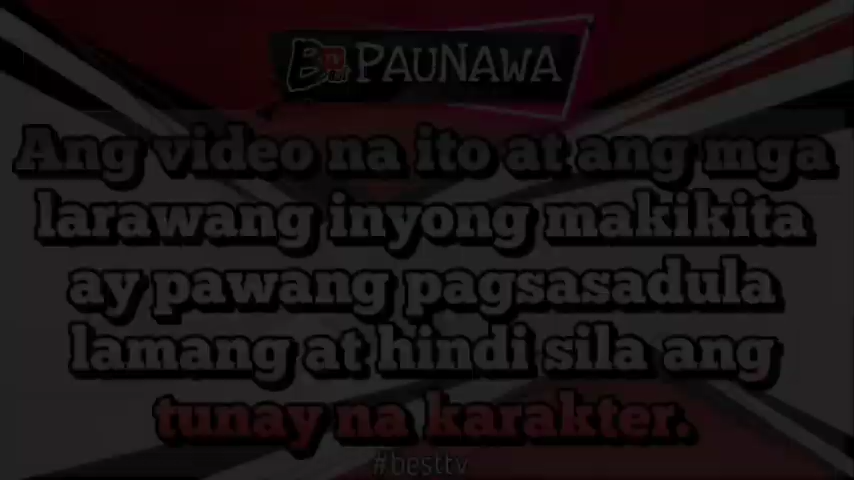 PAUNAWA
Ang video na ito at ang mga
larawang inyong makikita
ay pawang pagsasadula
lamang at hindi sila ang
tunay na karakter.
#besttv